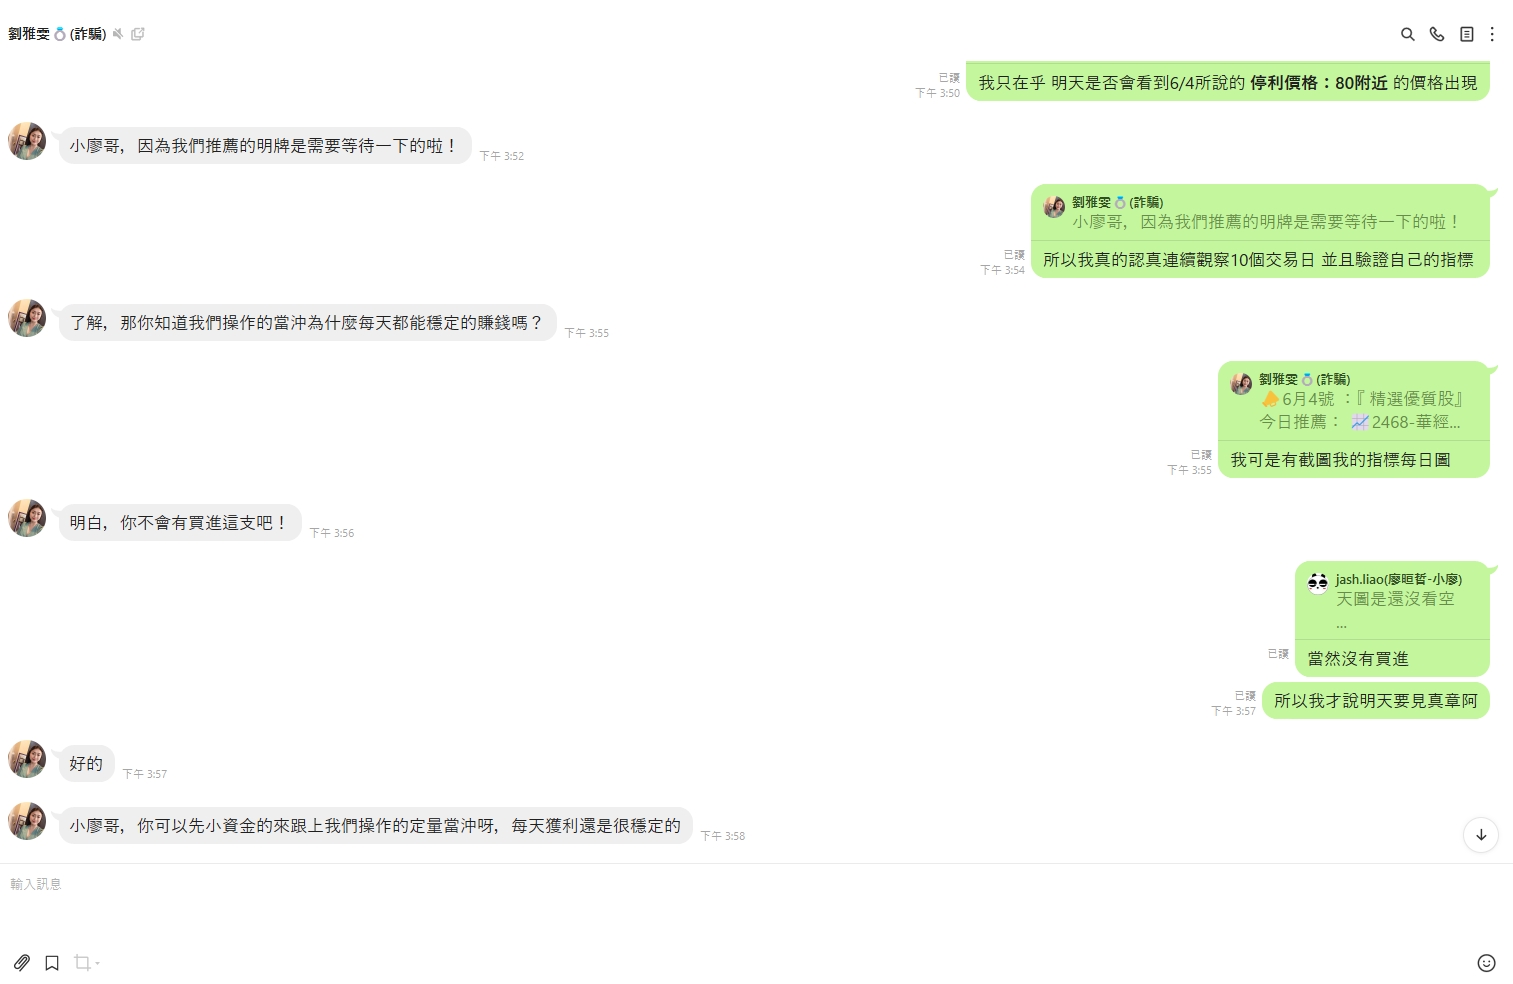 劉雅雯💍(詐騙)
我只在乎 明天是否會看到6/4所說的 停利價格：80附近 的價格出現
已讀
下午 3:50
小廖哥，因為我們推薦的明牌是需要等待一下的啦！
下午 3:52
劉雅雯💍(詐騙)
小廖哥，因為我們推薦的明牌是需要等待一下的啦！
所以我真的認真連續觀察10個交易日 並且驗證自己的指標
已讀
下午 3:54
了解，那你知道我們操作的當沖為什麼每天都能穩定的賺錢嗎？
下午 3:55
劉雅雯💍(詐騙)
📣6月4號 ：『 精選優質股』
今日推薦： 📈2468-華經...
我可是有截圖我的指標每日圖
已讀
下午 3:55
明白，你不會有買進這支吧！
下午 3:56
jash.liao(廖晅晢-小廖)
天圖是還沒看空
...
當然沒有買進
已讀
所以我才說明天要見真章阿
已讀
下午 3:57
好的
下午 3:57
小廖哥，你可以先小資金的來跟上我們操作的定量當沖呀，每天獲利還是很穩定的
下午 3:58
輸入訊息